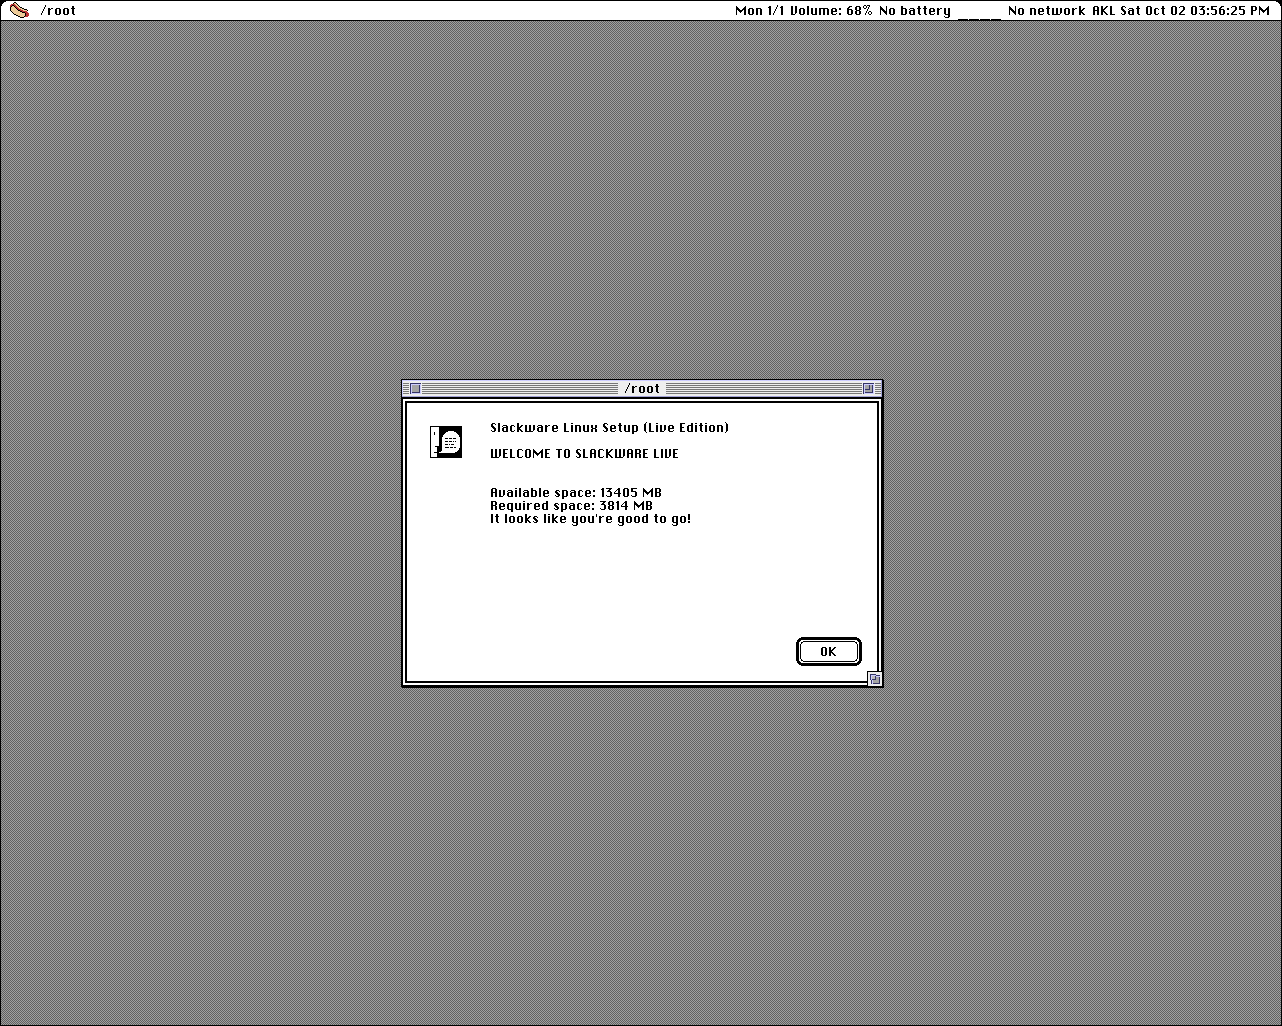 /root
Mon 1/1 Volume: 68% No battery ____ No network AKL Sat Oct 02 03:56:25 PM
/root
Slackware Linux Setup (Live Edition)
WELCOME TO SLACKWARE LIVE
Available space: 13405 MB
Required space: 3814 MB
It looks like you're good to go!
OK